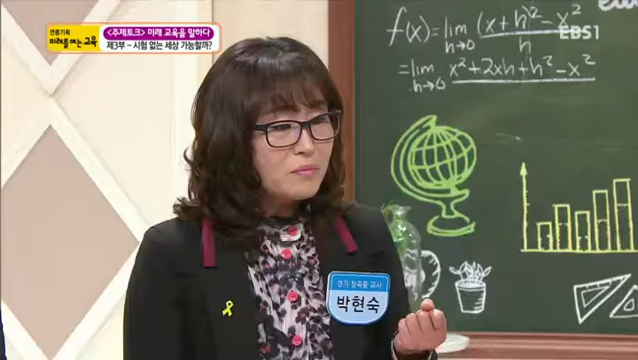 연중기획
미래를 여는 교육
<주제토크> 미래 교육을 말하다
제3부 - 시험 없는 세상 가능할까?
EBS1
f(x)=lim h→0 (x+h)²-x² / h
=lim h→0 x²+2xh+h²-x²
경기 장곡중 교사
박현숙